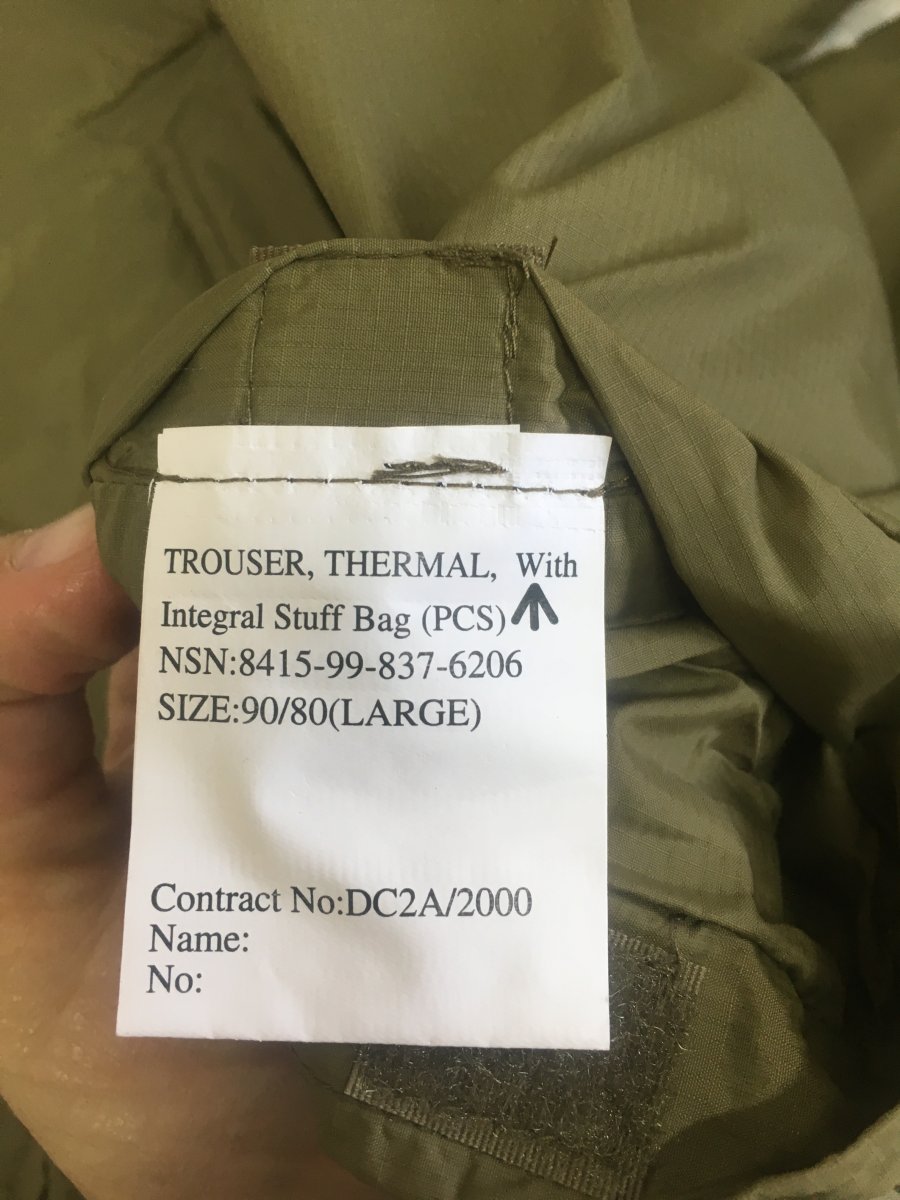 TROUSER, THERMAL, With
Integral Stuff Bag (PCS)
NSN:8415-99-837-6206
SIZE:90/80(LARGE)
Contract No:DC2A/2000
Name:
No: